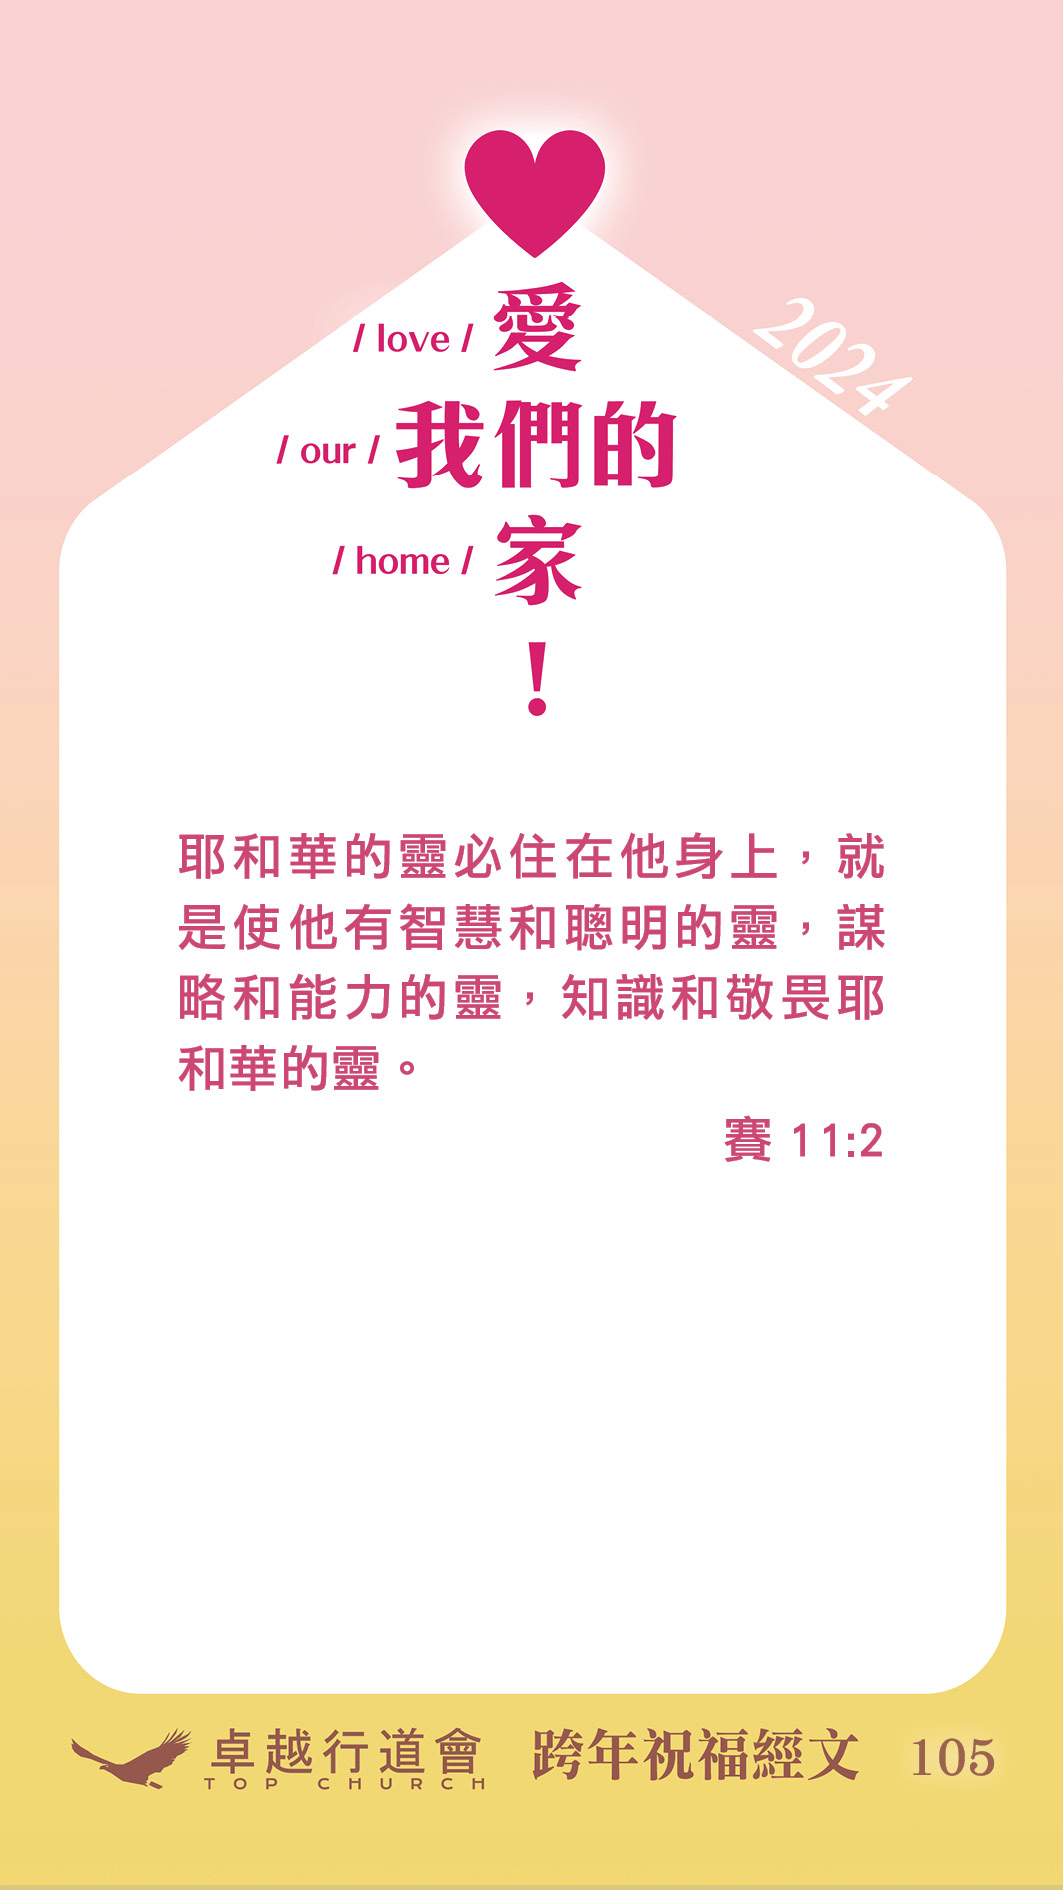 2024
/ love / 愛
/ our / 我們的
/ home / 家
!
耶和華的靈必住在他身上，就
是使他有智慧和聰明的靈，謀
略和能力的靈，知識和敬畏耶
和華的靈。
賽 11:2
卓越行道會 跨年祝福經文 105
TOP CHURCH